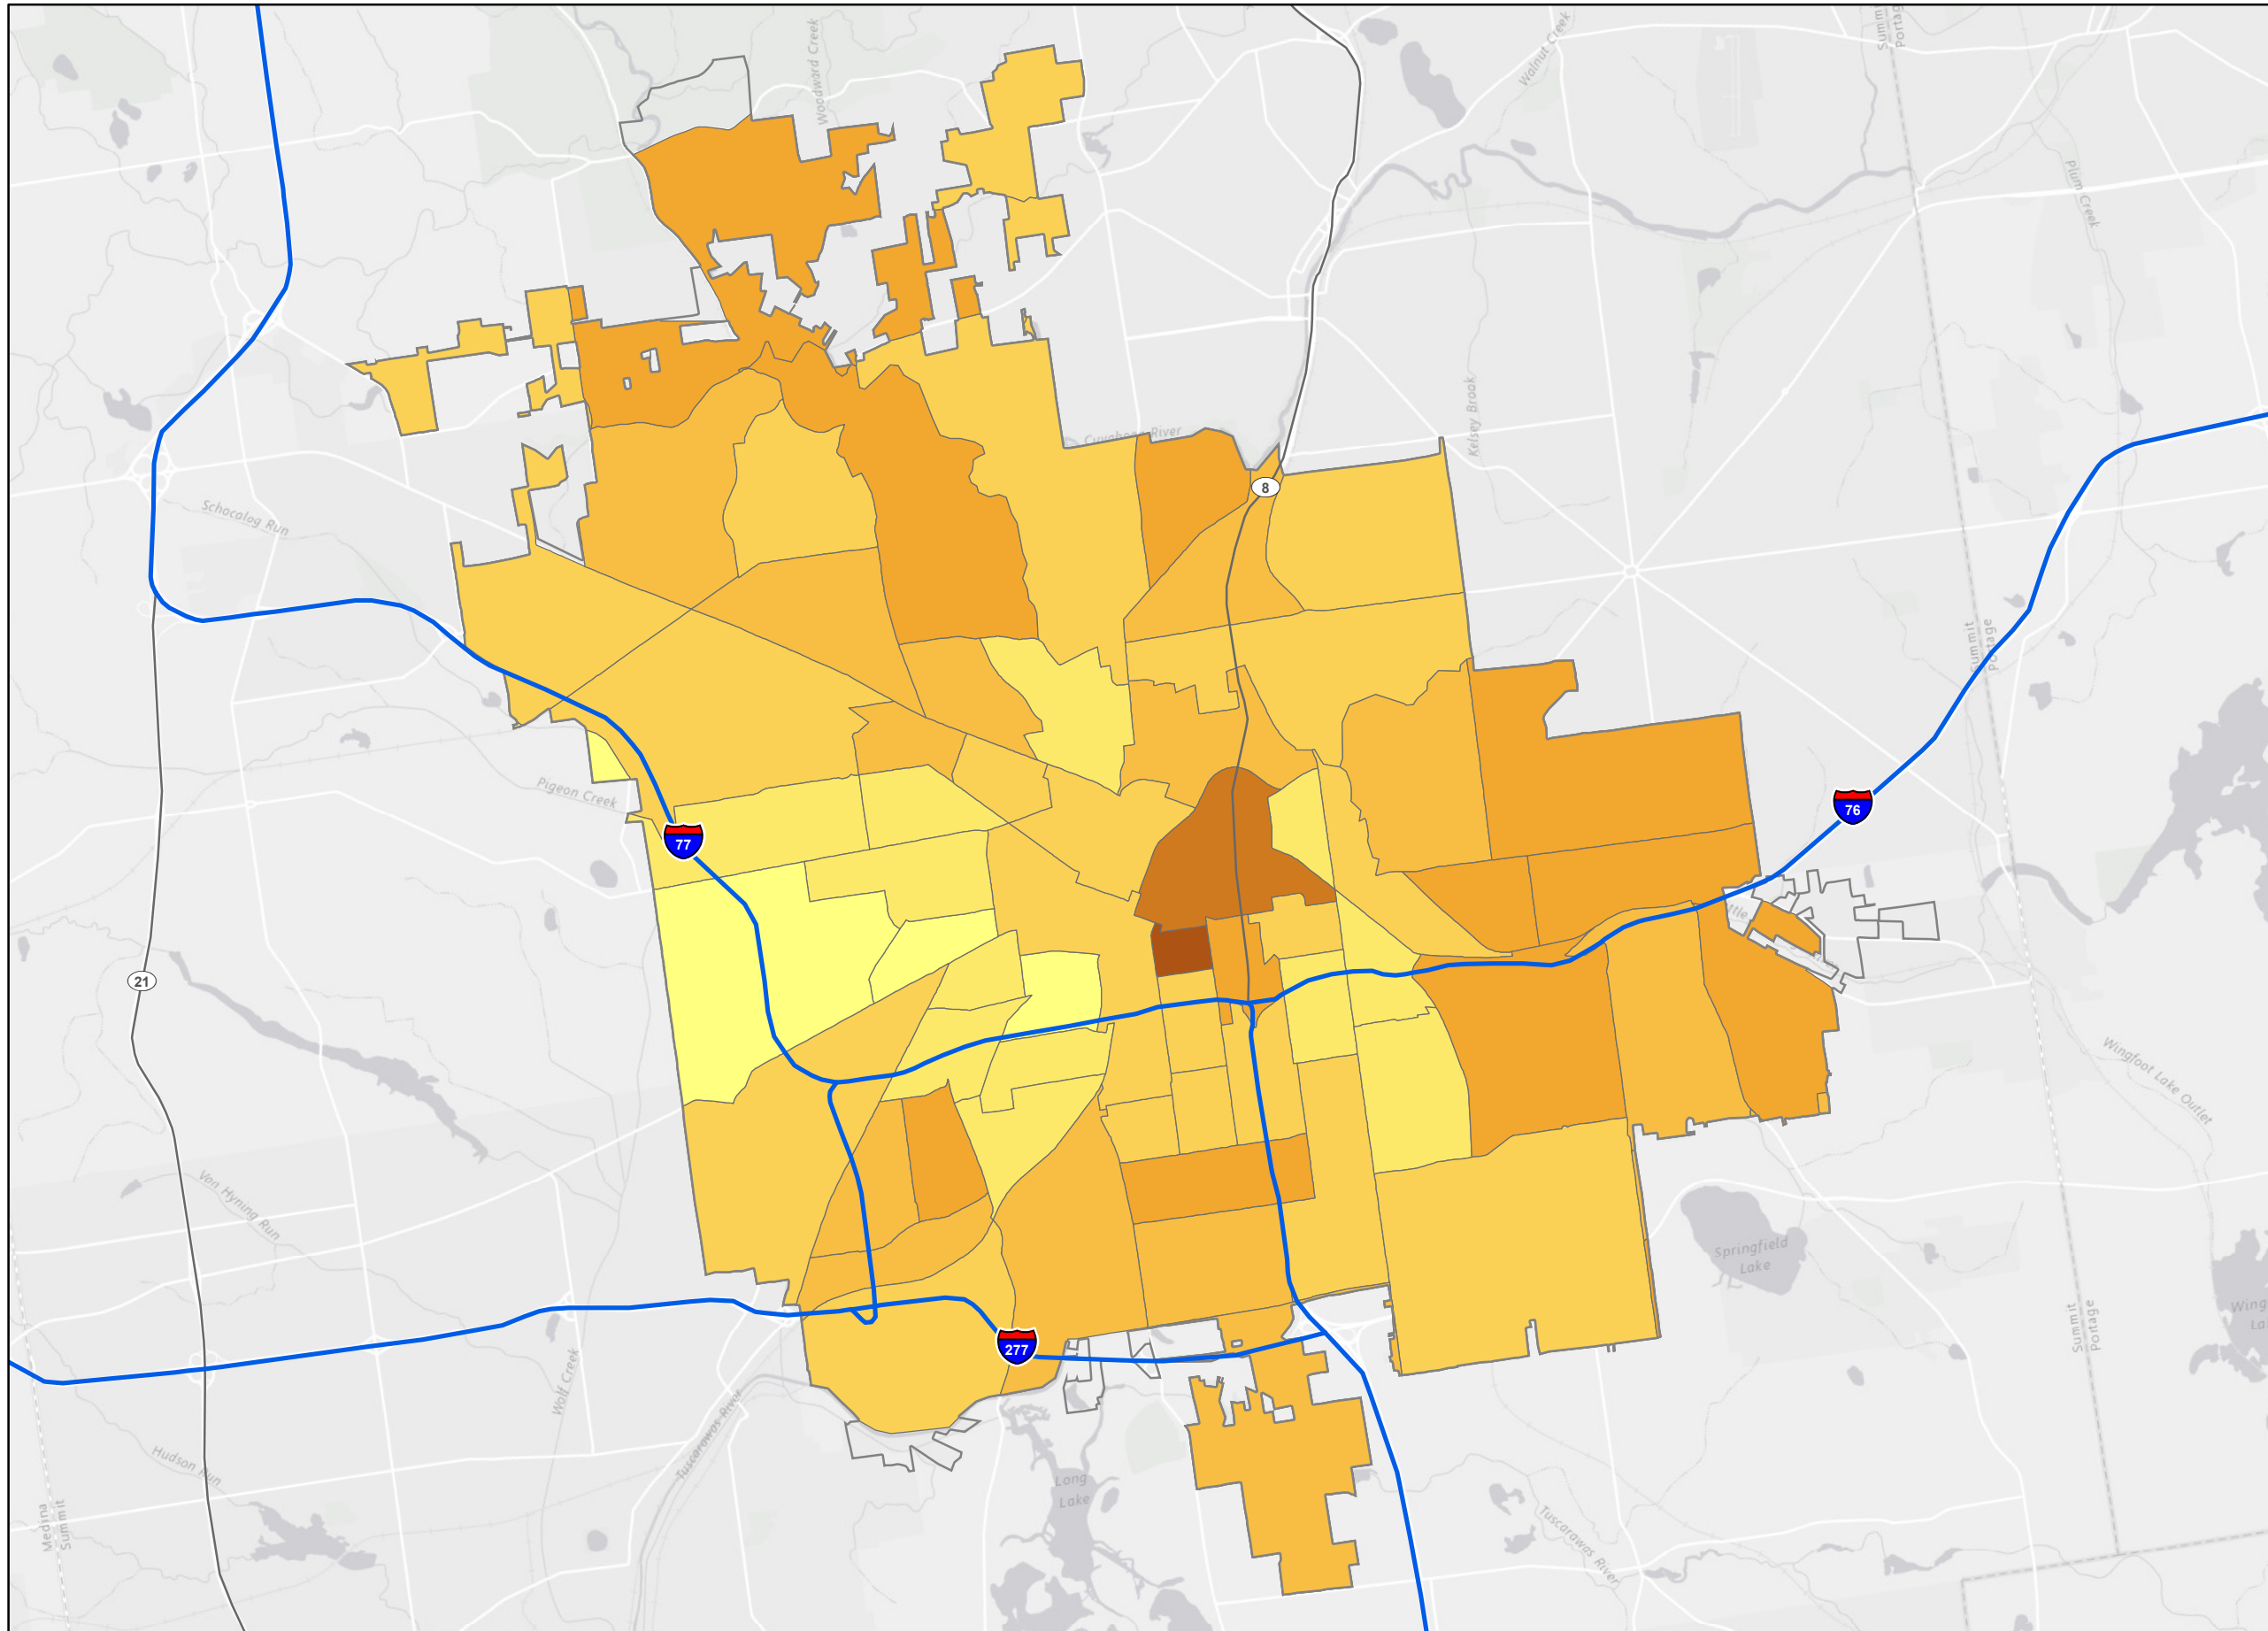 Woodward Creek
Walnut Creek
Summit
Portage
Plum Creek
Kelsey Brook
Cuyahoga River
8
Schocalog Run
Summit
Portage
Pigeon Creek
77
76
21
Wingfoot Lake Outlet
Von Hyning Run
Springfield
Lake
Summit
Portage
277
Wolf Creek
Tuscarawas River
Hudson Run
Long
Lake
Medina
Summit
Tuscarawas River